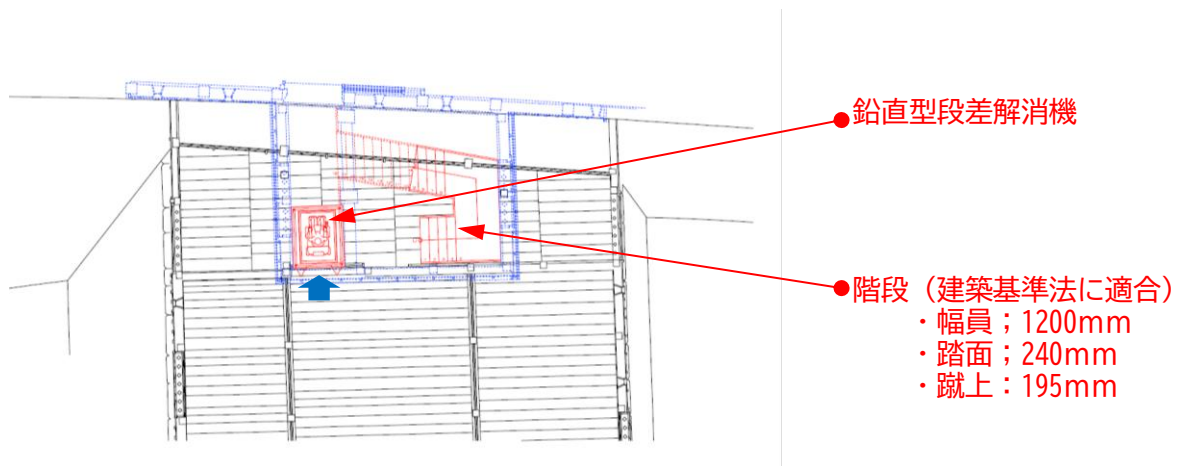 鉛直型段差解消機
階段（建築基準法に適合）
・幅員；1200mm
・踏面；240mm
・蹴上：195mm